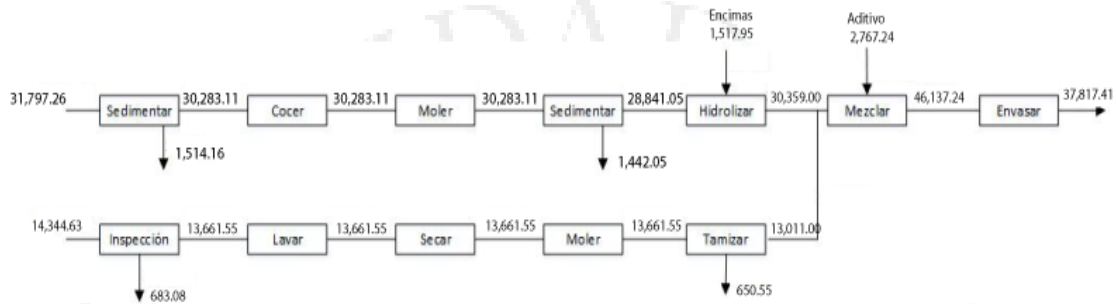 Encimas
1,517.95
Aditivo
2,767.24
31,797.26
Sedimentar
30,283.11
Cocer
30,283.11
Moler
30,283.11
Sedimentar
28,841.05
Hidrolizar
30,359.00
Mezclar
46,137.24
Envasar
37,817.41
1,514.16
1,442.05
14,344.63
Inspección
13,661.55
Lavar
13,661.55
Secar
13,661.55
Moler
13,661.55
Tamizar
13,011.00
683.08
650.55